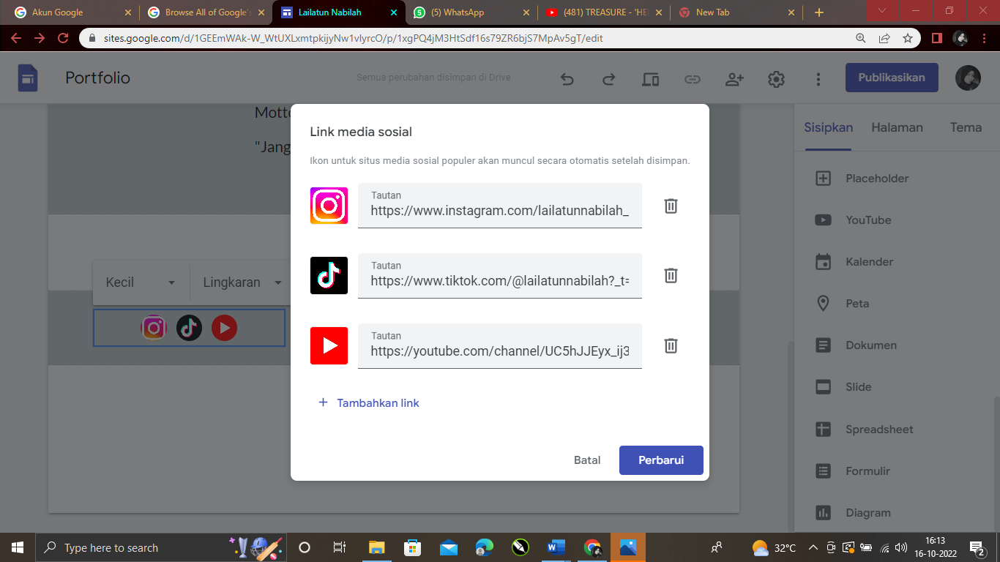 Akun Google
Browse All of Google's
Lailatun Nabilah
(5) WhatsApp
(481) TREASURE - 'HE
New Tab
sites.google.com/d/1GEEmWAk-W_WtUXLxmtpkijyNw1vlyrcO/p/1xgPQ4jM3HtSdf16s79ZR6bjS7MpAv5gT/edit
Portfolio
Semua perubahan disimpan di Drive
Publikasikan
Motto
"Jang
Sisipkan
Halaman
Tema
Link media sosial
Ikon untuk situs media sosial populer akan muncul secara otomatis setelah disimpan.
Tautan
https://www.instagram.com/lailatunnabilah_
Tautan
https://www.tiktok.com/@lailatunnabilah?_t=
Tautan
https://youtube.com/channel/UC5hJJEyx_ij3
Tambahkan link
Batal
Perbarui
Kecil
Lingkaran
Placeholder
YouTube
Kalender
Peta
Dokumen
Slide
Spreadsheet
Formulir
Diagram
Type here to search
32°C
16:13
16-10-2022
2